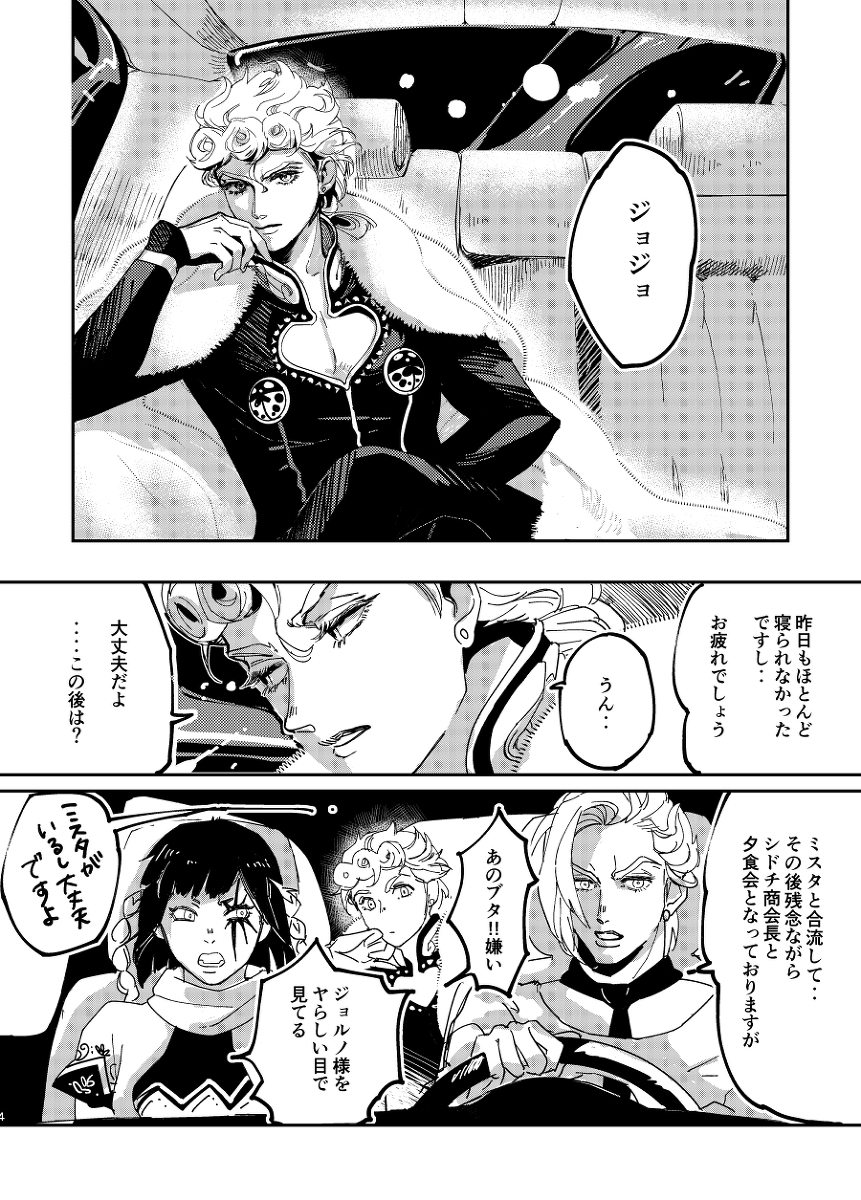 ジョジョ
昨日もほとんど
寝られなかった
ですし‥
お疲れでしょう
うん‥
大丈夫だよ
‥‥この後は?
ミスタと合流して‥
その後残念ながら
シドチ商会長と
夕食会となっておりますが
あのブタ!!嫌い
ジョルノ様を
ヤらしい目で
見てる
ミスタが
いるし大丈夫
ですよ
4